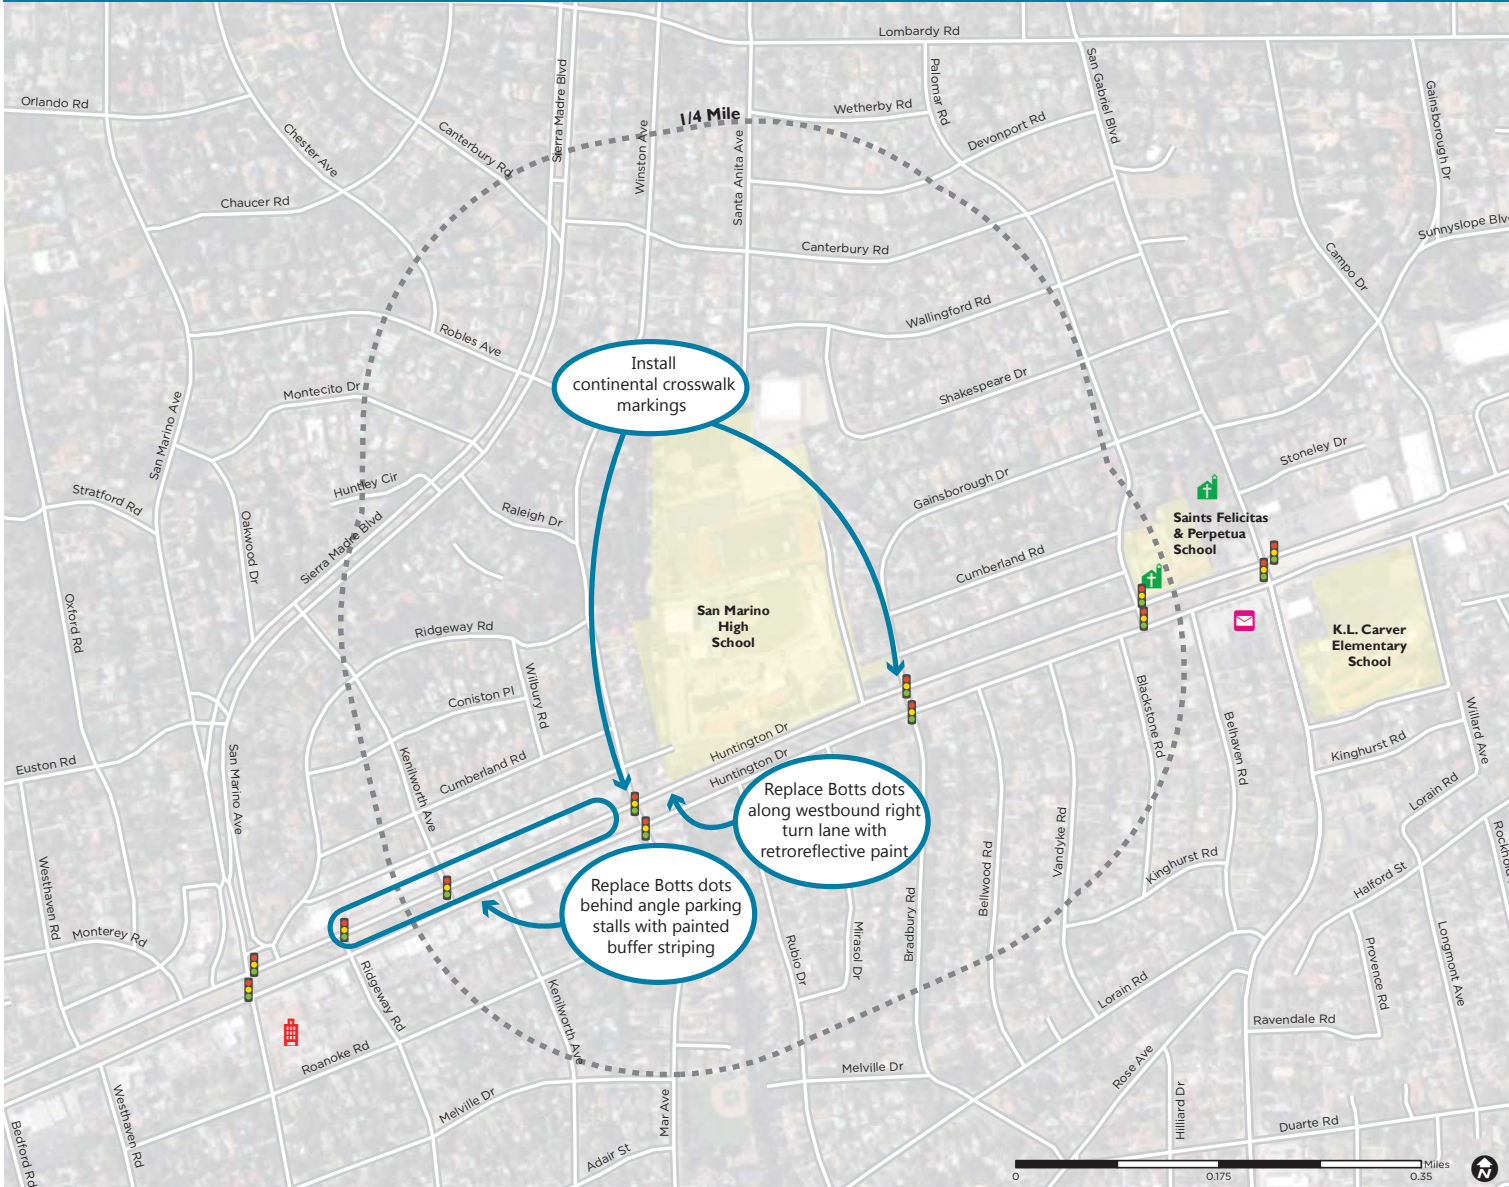 Lombardy Rd
Orlando Rd
Chester Ave
Canterbury Rd
Sierra Madre Blvd
Winston Ave
1/4 Mile
Santa Anita Ave
Wetherby Rd
Palomar Rd
Devonport Rd
San Gabriel Blvd
Gainsborough Dr
Chaucer Rd
Canterbury Rd
Campo Dr
Sunnyslope Blv
Robles Ave
Wallingford Rd
Install
continental crosswalk
markings
Montecito Dr
Shakespeare Dr
San Marino Ave
Stratford Rd
Huntley Cir
Raleigh Dr
Gainsborough Dr
Stoneley Dr
Oakwood Dr
Sierra Madre Blvd
Saints Felicitas
& Perpetua
School
Cumberland Rd
Oxford Rd
Ridgeway Rd
San Marino
High
School
K.L. Carver
Elementary
School
Coniston Pl
Wilbury Rd
Blackstone Rd
Belhaven Rd
Willard Ave
Huntington Dr
Huntington Dr
Kinghurst Rd
Euston Rd
San Marino Ave
Kenilworth Ave
Cumberland Rd
Replace Botts dots
along westbound right
turn lane with
retroreflective paint
Lorain Rd
Vandyke Rd
Bellwood Rd
Kinghurst Rd
Halford St
Westhaven Rd
Monterey Rd
Replace Botts dots
behind angle parking
stalls with painted
buffer striping
Rubio Dr
Mirasol Dr
Bradbury Rd
Provence Rd
Longmont Ave
Ridgeway Rd
Kenilworth Ave
Lorain Rd
Roanoke Rd
Ravendale Rd
Melville Dr
Rose Ave
Westhaven Rd
Melville Dr
Mar Ave
Hilliard Dr
Duarte Rd
Bedford Rd
Adair St
Miles
0
0.175
0.35
N